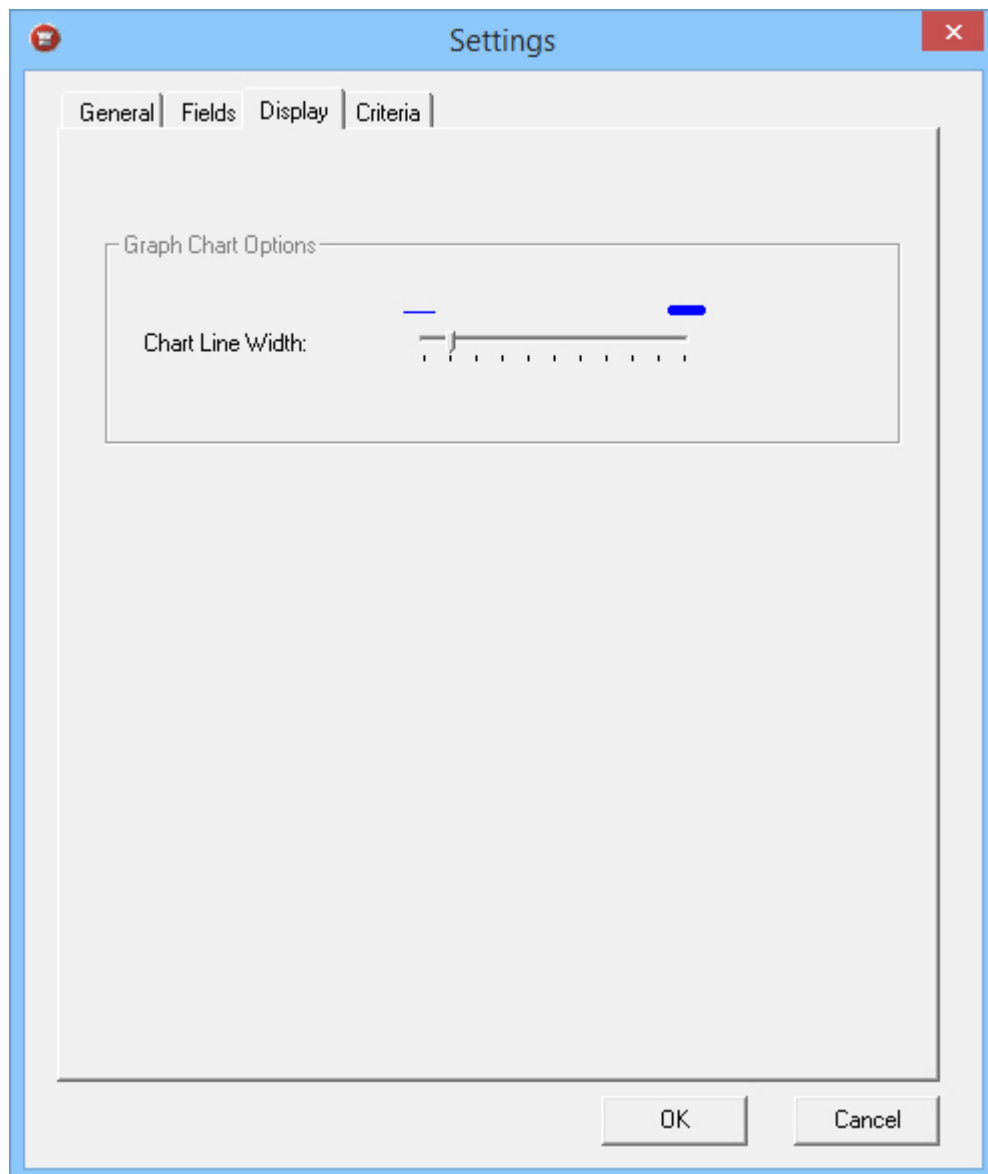 Settings
General Fields Display Criteria
Graph Chart Options
Chart Line Width:
OK Cancel